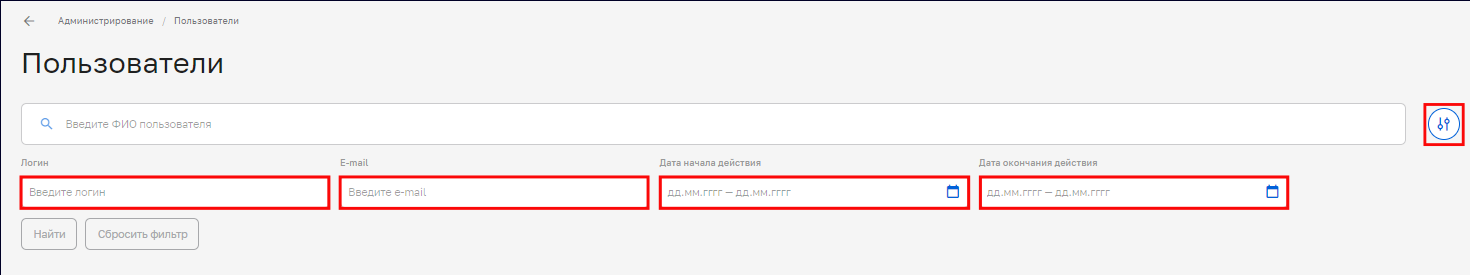 Администрирование / Пользователи
Пользователи
Введите ФИО пользователя
Логин E-mail Дата начала действия Дата окончания действия
Введите логин Введите e-mail дд.мм.гггг — дд.мм.гггг дд.мм.гггг — дд.мм.гггг
Найти Сбросить фильтр